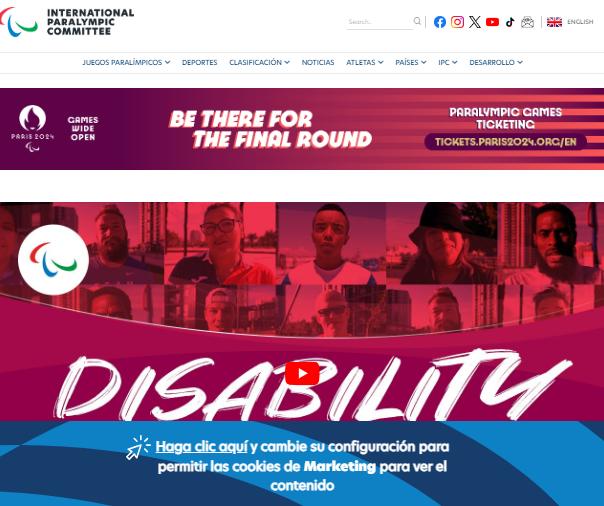 INTERNATIONAL
PARALYMPIC
COMMITTEE
Search..
ENGLISH
JUEGOS PARALÍMPICOS DEPORTES CLASIFICACIÓN NOTICIAS ATLETAS PAÍSES IPC DESARROLLO
PARIS 2024
GAMES
WIDE
OPEN
BE THERE FOR
THE FINAL ROUND
PARALYMPIC GAMES
TICKETING
TICKETS.PARIS2024.ORG/EN
DISABILITY
Haga clic aquí y cambie su configuración para
permitir las cookies de Marketing para ver el
contenido